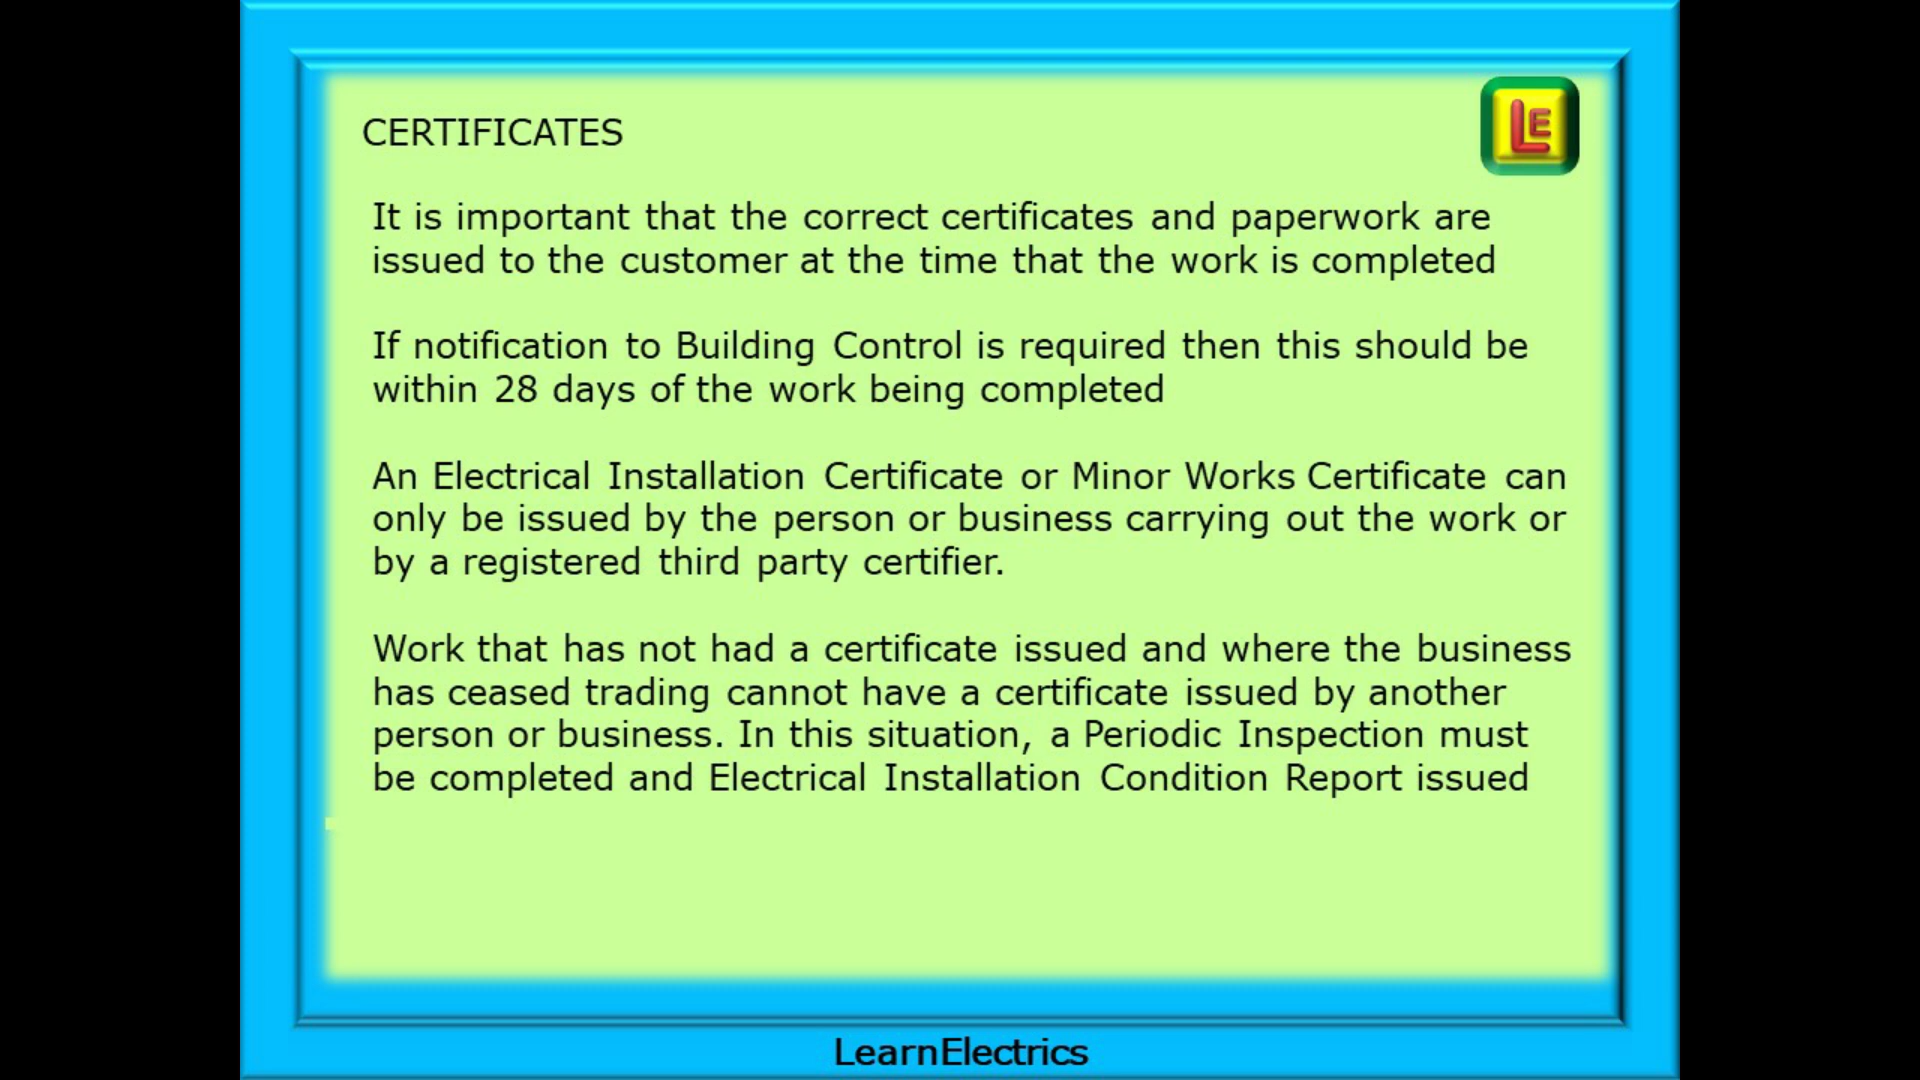 CERTIFICATES
LE
It is important that the correct certificates and paperwork are
issued to the customer at the time that the work is completed
If notification to Building Control is required then this should be
within 28 days of the work being completed
An Electrical Installation Certificate or Minor Works Certificate can
only be issued by the person or business carrying out the work or
by a registered third party certifier.
Work that has not had a certificate issued and where the business
has ceased trading cannot have a certificate issued by another
person or business. In this situation, a Periodic Inspection must
be completed and Electrical Installation Condition Report issued
LearnElectrics